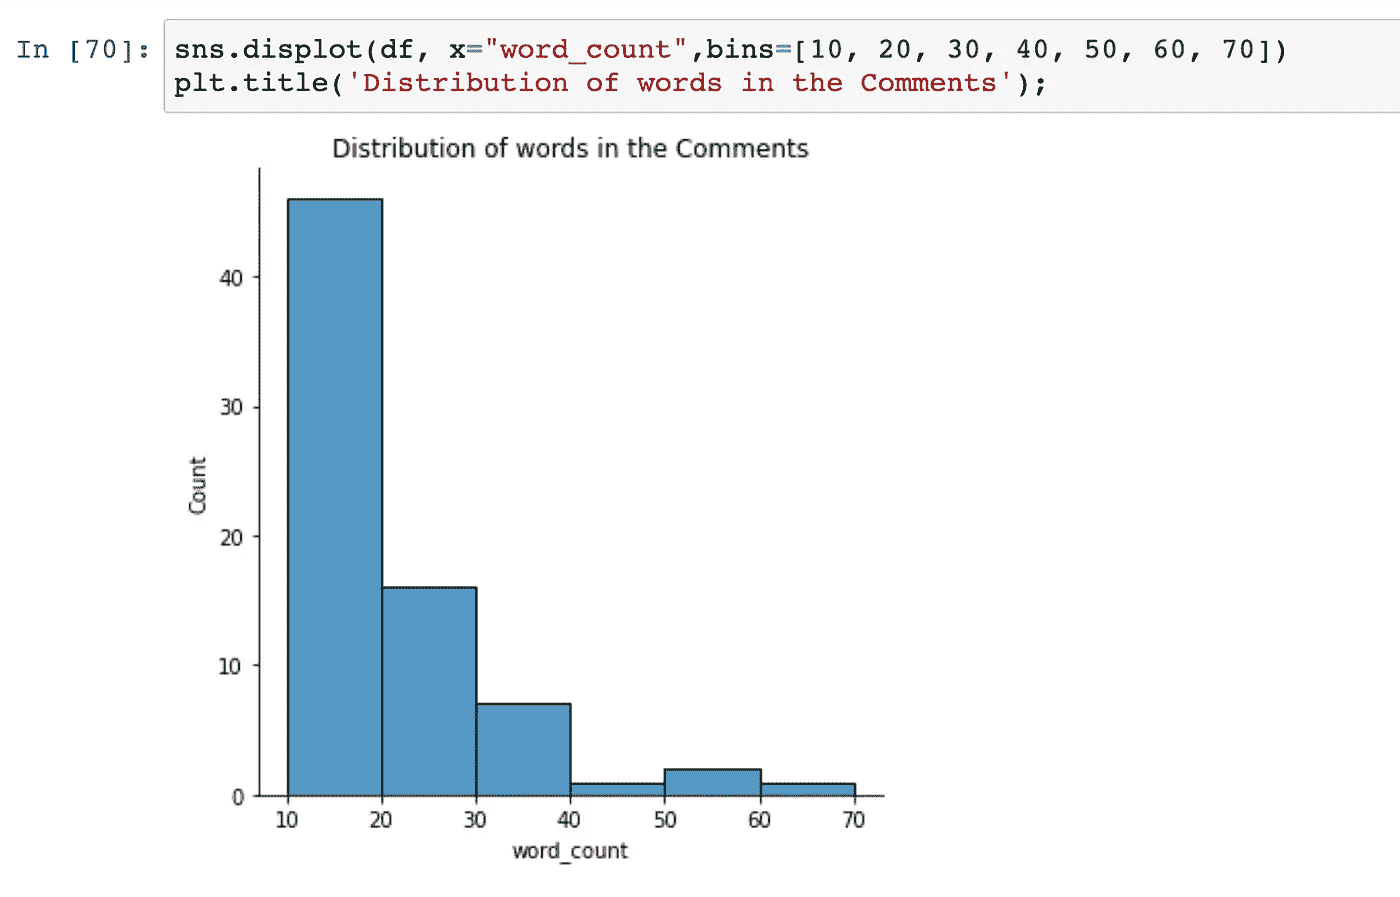 In [70]: sns.displot(df, x="word_count",bins=[10, 20, 30, 40, 50, 60, 70])
plt.title('Distribution of words in the Comments');
Distribution of words in the Comments
Count
40
30
20
10
0
10 20 30 40 50 60 70
word_count